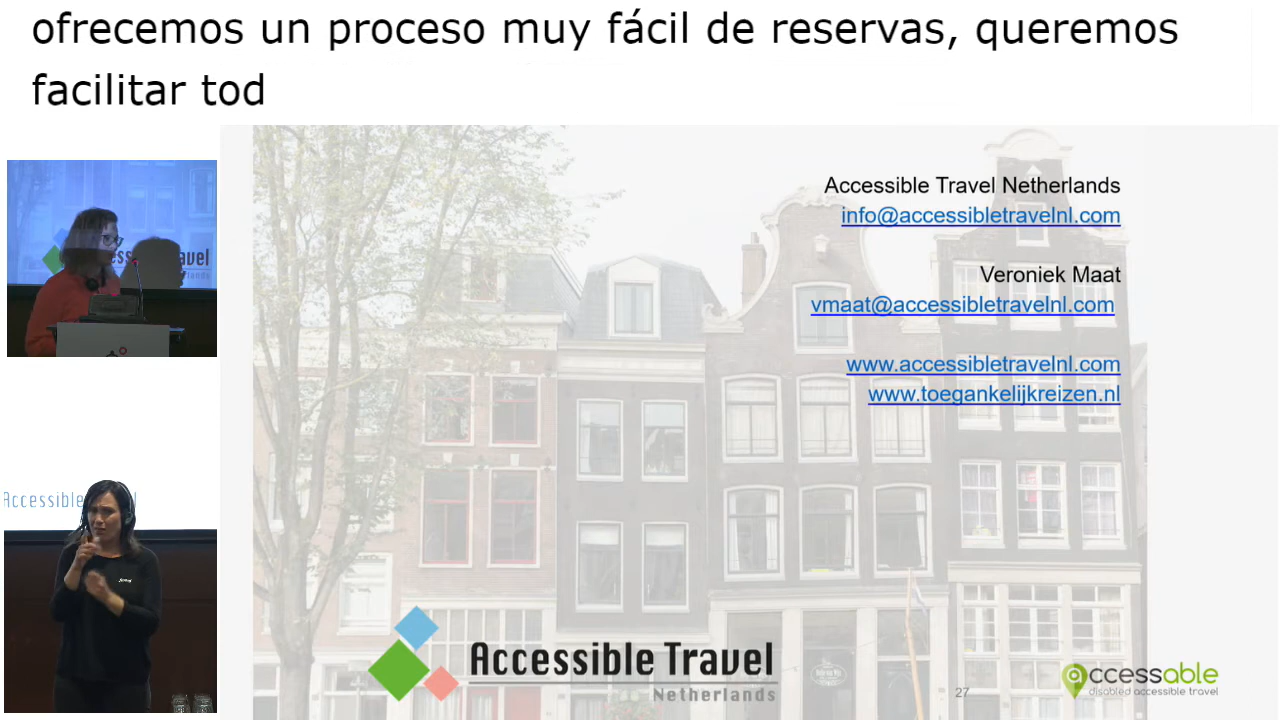 ofrecemos un proceso muy fácil de reservas, queremos
facilitar tod
Accessible Travel Netherlands
info@accessibletravelnl.com
Veroniek Maat
vmaat@accessibletravelnl.com
www.accessibletravelnl.com
www.toegankelijkreizen.nl
Accessible
Accessible Travel
Netherlands
27
accessable
disabled accessible travel